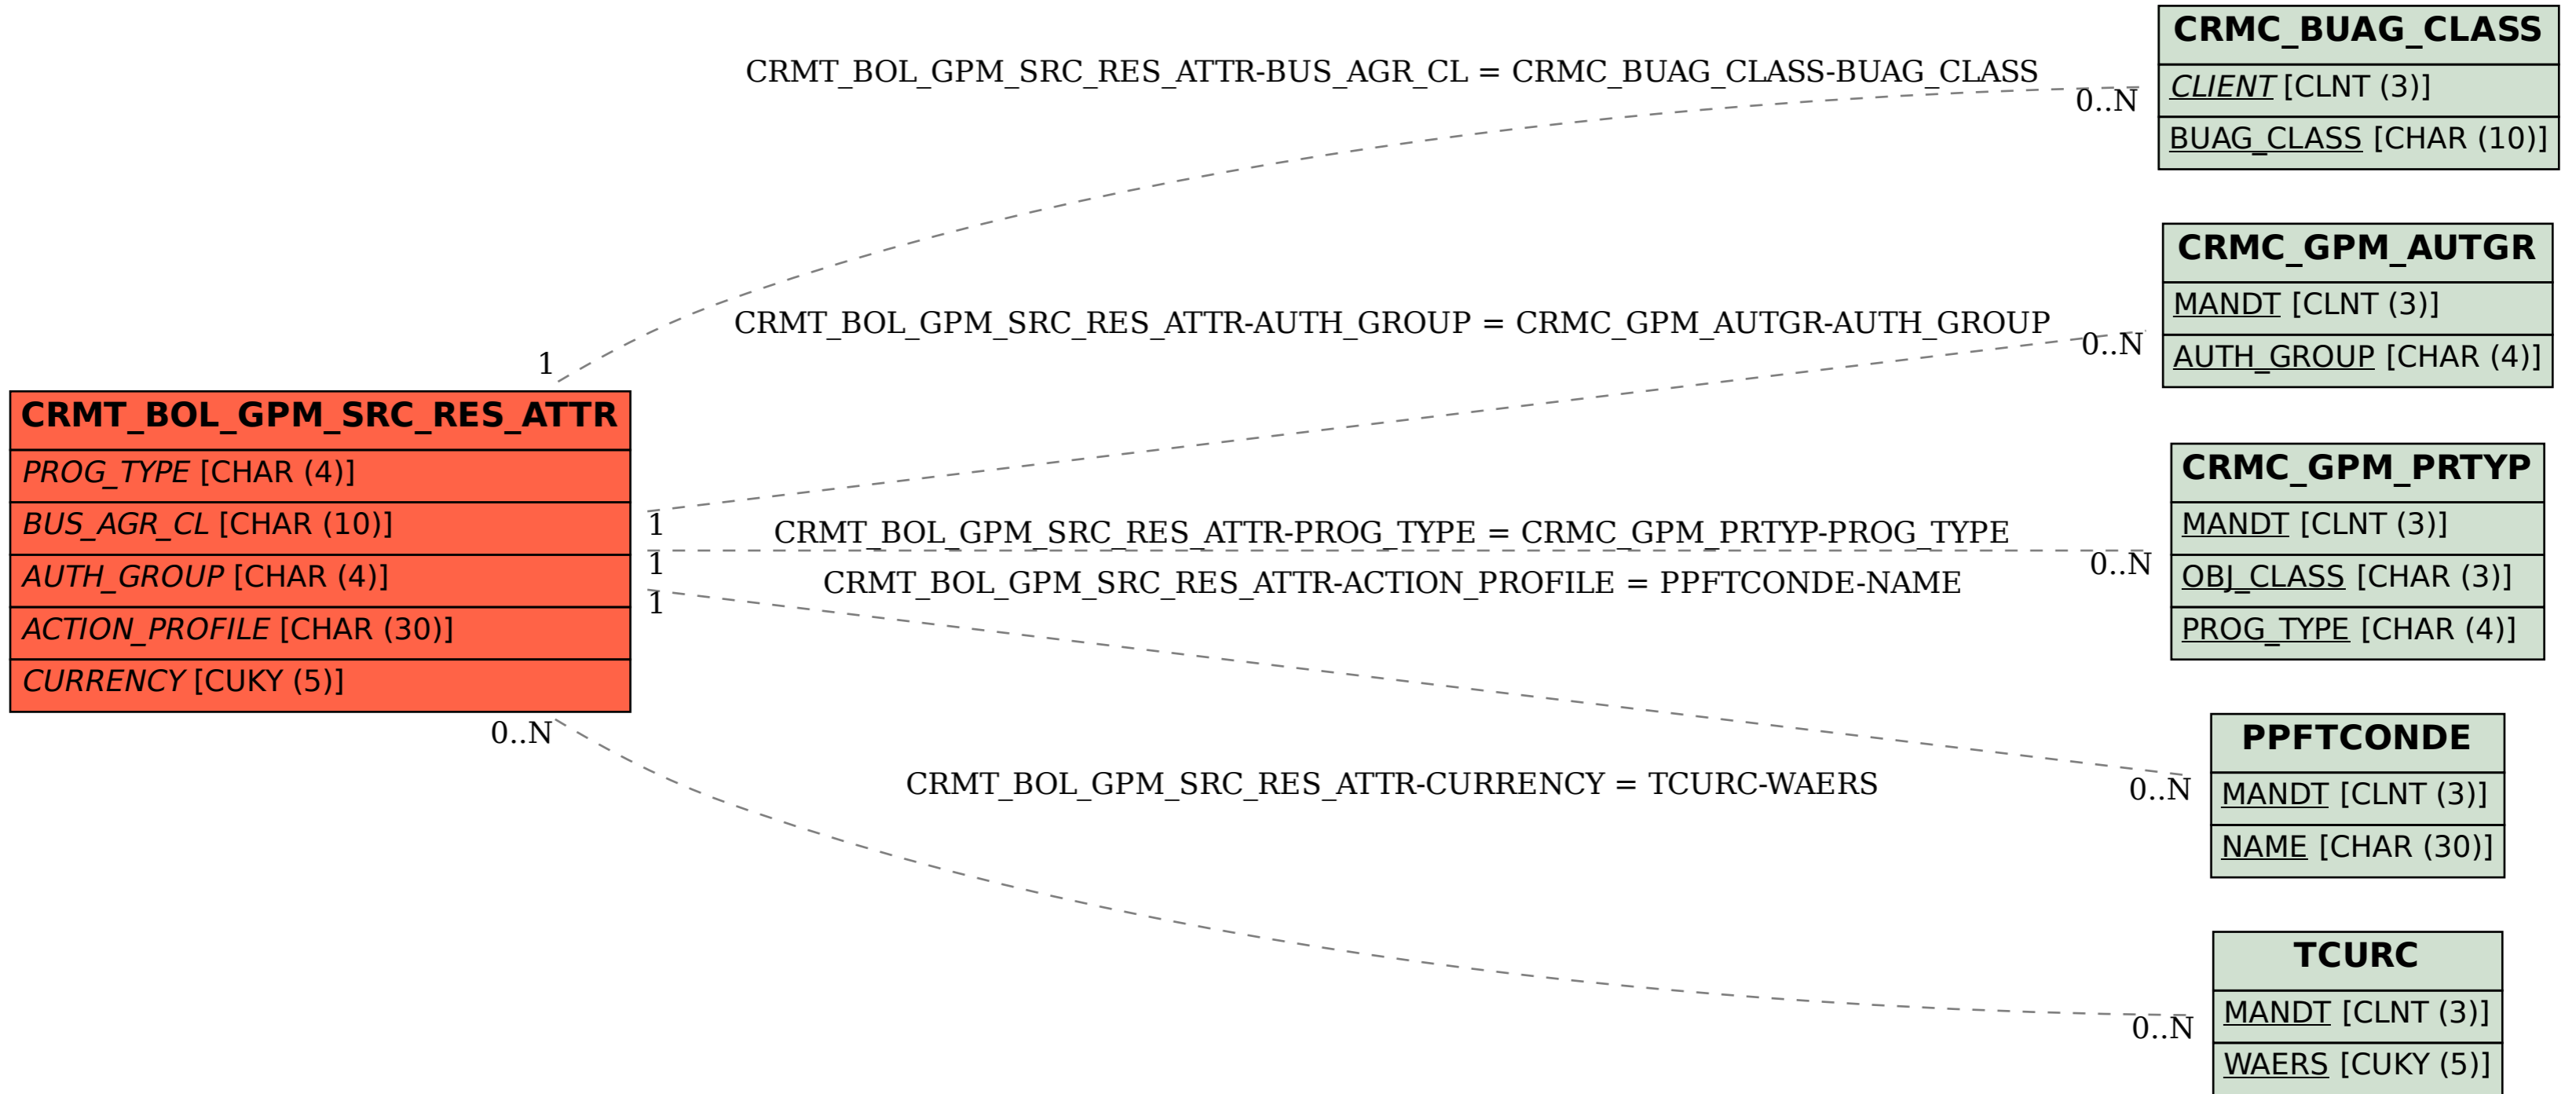 CRMT_BOL_GPM_SRC_RES_ATTR
PROG_TYPE [CHAR (4)]
BUS_AGR_CL [CHAR (10)]
AUTH_GROUP [CHAR (4)]
ACTION_PROFILE [CHAR (30)]
CURRENCY [CUKY (5)]
CRMT_BOL_GPM_SRC_RES_ATTR-BUS_AGR_CL = CRMC_BUAG_CLASS-BUAG_CLASS
1
0..N
CRMT_BOL_GPM_SRC_RES_ATTR-AUTH_GROUP = CRMC_GPM_AUTGR-AUTH_GROUP
1
0..N
CRMT_BOL_GPM_SRC_RES_ATTR-PROG_TYPE = CRMC_GPM_PRTYP-PROG_TYPE
1
0..N
CRMT_BOL_GPM_SRC_RES_ATTR-ACTION_PROFILE = PPFTCONDE-NAME
1
0..N
CRMT_BOL_GPM_SRC_RES_ATTR-CURRENCY = TCURC-WAERS
0..N
0..N
CRMC_BUAG_CLASS
CLIENT [CLNT (3)]
BUAG_CLASS [CHAR (10)]
CRMC_GPM_AUTGR
MANDT [CLNT (3)]
AUTH_GROUP [CHAR (4)]
CRMC_GPM_PRTYP
MANDT [CLNT (3)]
OBJ_CLASS [CHAR (3)]
PROG_TYPE [CHAR (4)]
PPFTCONDE
MANDT [CLNT (3)]
NAME [CHAR (30)]
TCURC
MANDT [CLNT (3)]
WAERS [CUKY (5)]